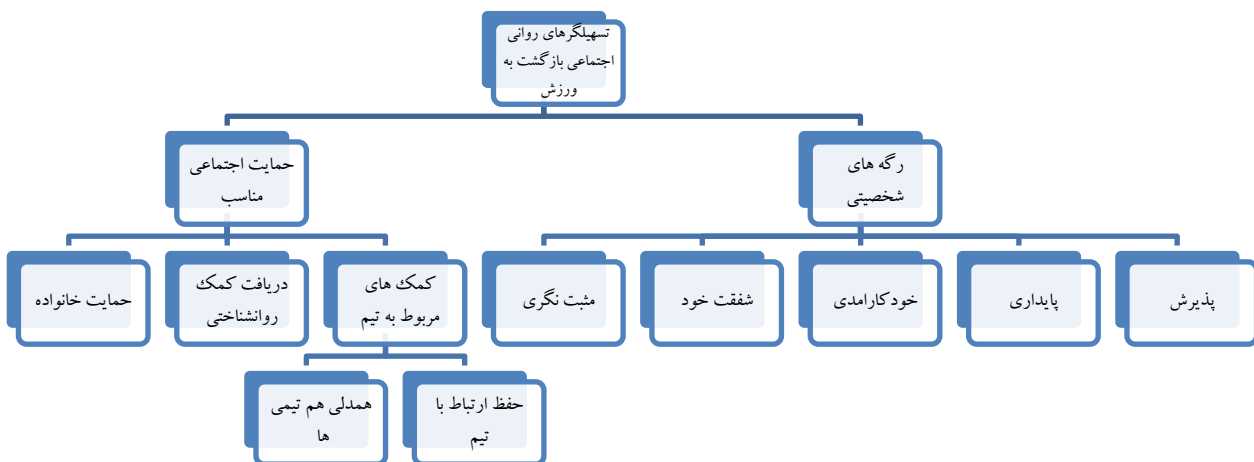 تسهیلگرهای روانی
اجتماعی بازگشت به
ورزش
رگه های
شخصیتی
حمایت اجتماعی
مناسب
پذیرش
پایداری
خودکارامدی
شفقت خود
مثبت نگری
کمک های
مربوط به تیم
دریافت کمک
روانشناختی
حمایت خانواده
حفظ ارتباط با
تیم
همدلی هم تیمی
ها